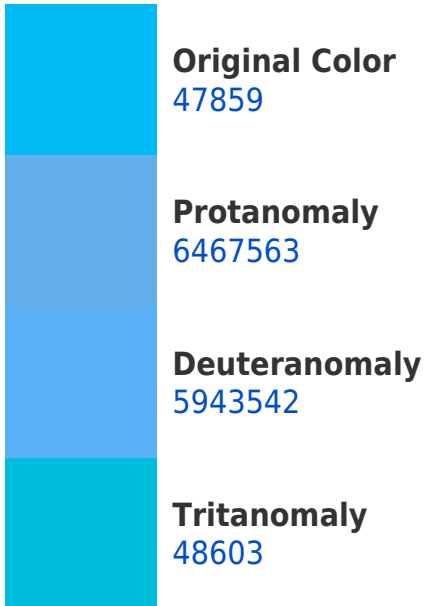 Original Color
47859
Protanomaly
6467563
Deuteranomaly
5943542
Tritanomaly
48603